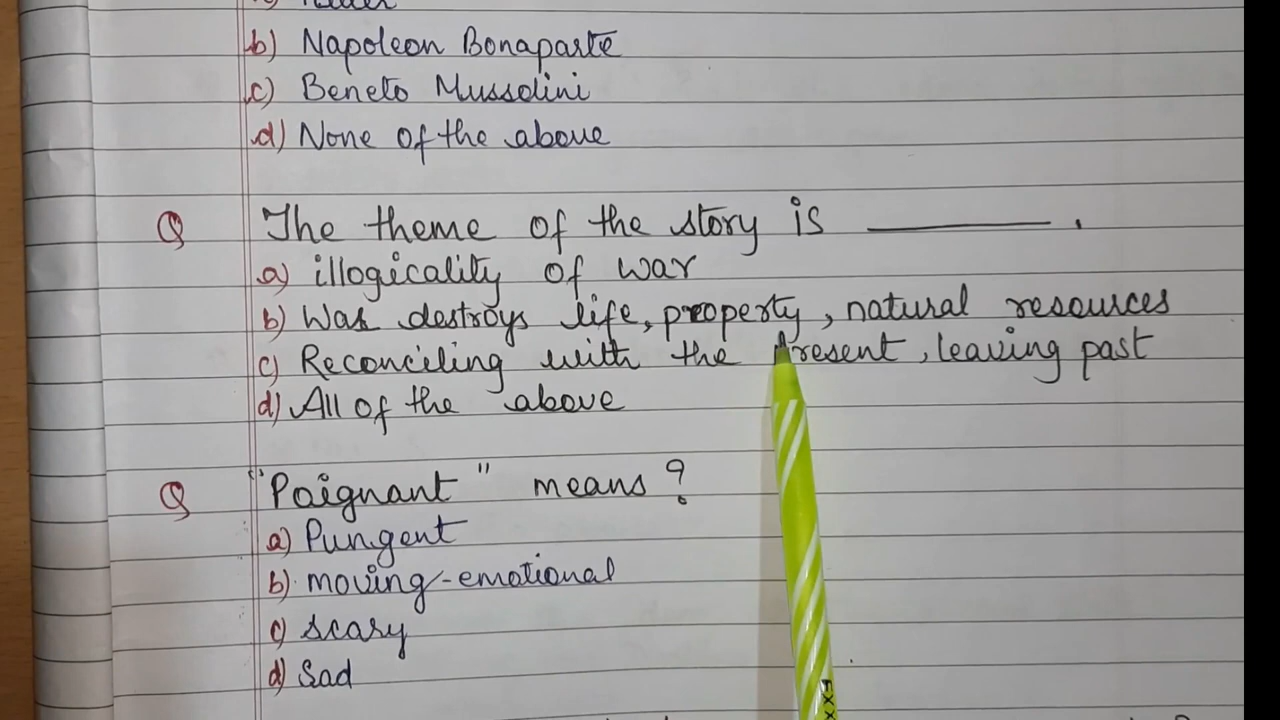 b) Napoleon Bonaparte
c) Beneto Mussolini
d) None of the above
Q The theme of the story is ______ .
a) illogicality of war
b) War destroys life, property, natural resources
c) Reconciling with the present, leaving past
d) All of the above
Q "Paignant" means?
a) Pungent
b) moving-emotional
c) scary
d) Sad